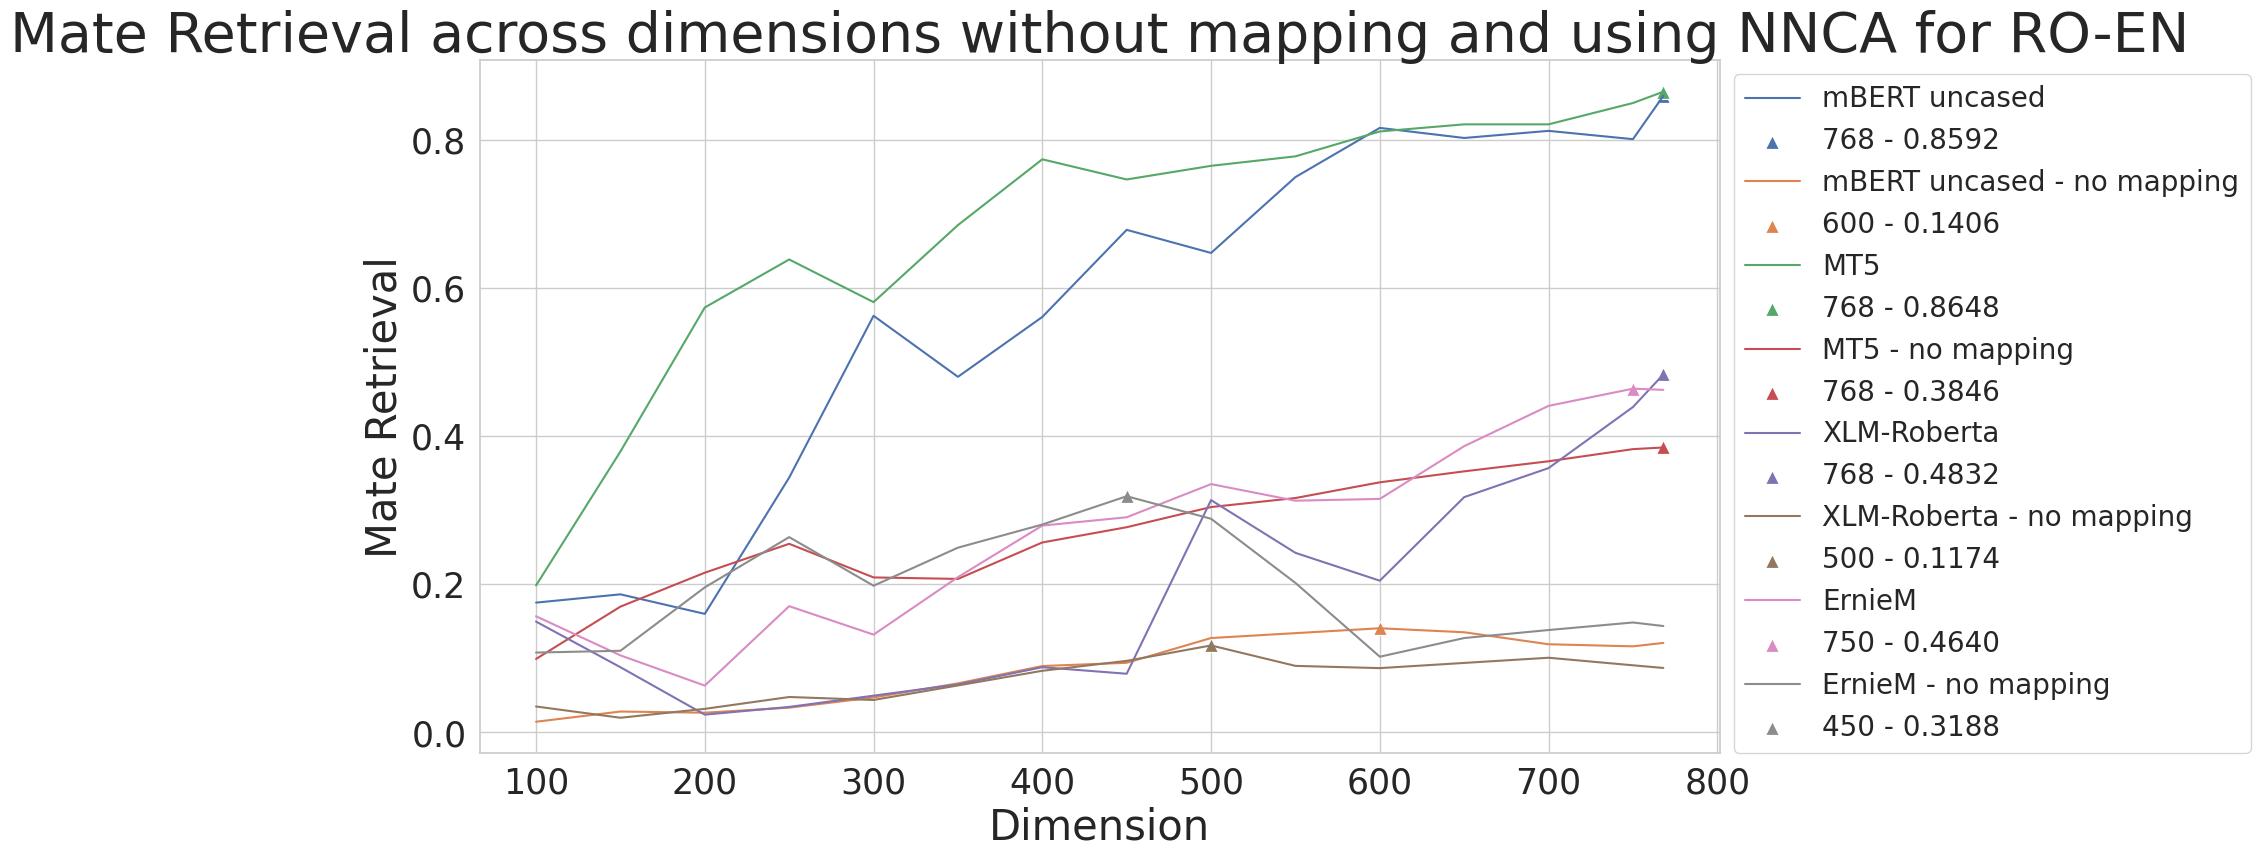 Mate Retrieval across dimensions without mapping and using NNCA for RO-EN
Mate Retrieval
0.8
0.6
0.4
0.2
0.0
100 200 300 400 500 600 700 800
Dimension
mBERT uncased
768 - 0.8592
mBERT uncased - no mapping
600 - 0.1406
MT5
768 - 0.8648
MT5 - no mapping
768 - 0.3846
XLM-Roberta
768 - 0.4832
XLM-Roberta - no mapping
500 - 0.1174
ErnieM
750 - 0.4640
ErnieM - no mapping
450 - 0.3188